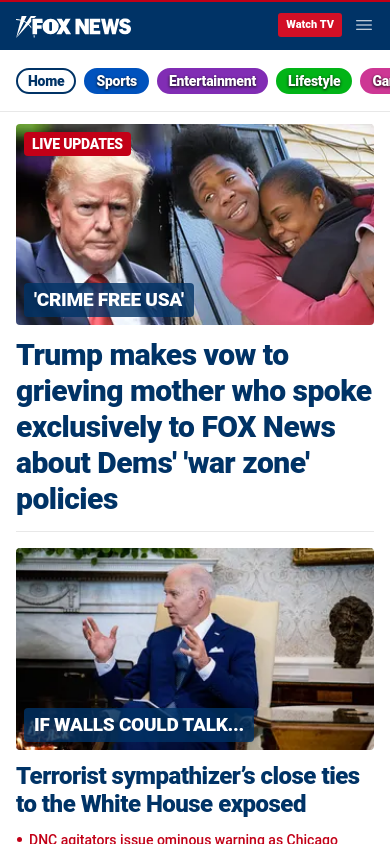 FOX NEWS
Watch TV
Home
Sports
Entertainment
Lifestyle
LIVE UPDATES
'CRIME FREE USA'
Trump makes vow to
grieving mother who spoke
exclusively to FOX News
about Dems' 'war zone'
policies
IF WALLS COULD TALK...
Terrorist sympathizer’s close ties
to the White House exposed
• DNC agitators issue ominous warning as Chicago